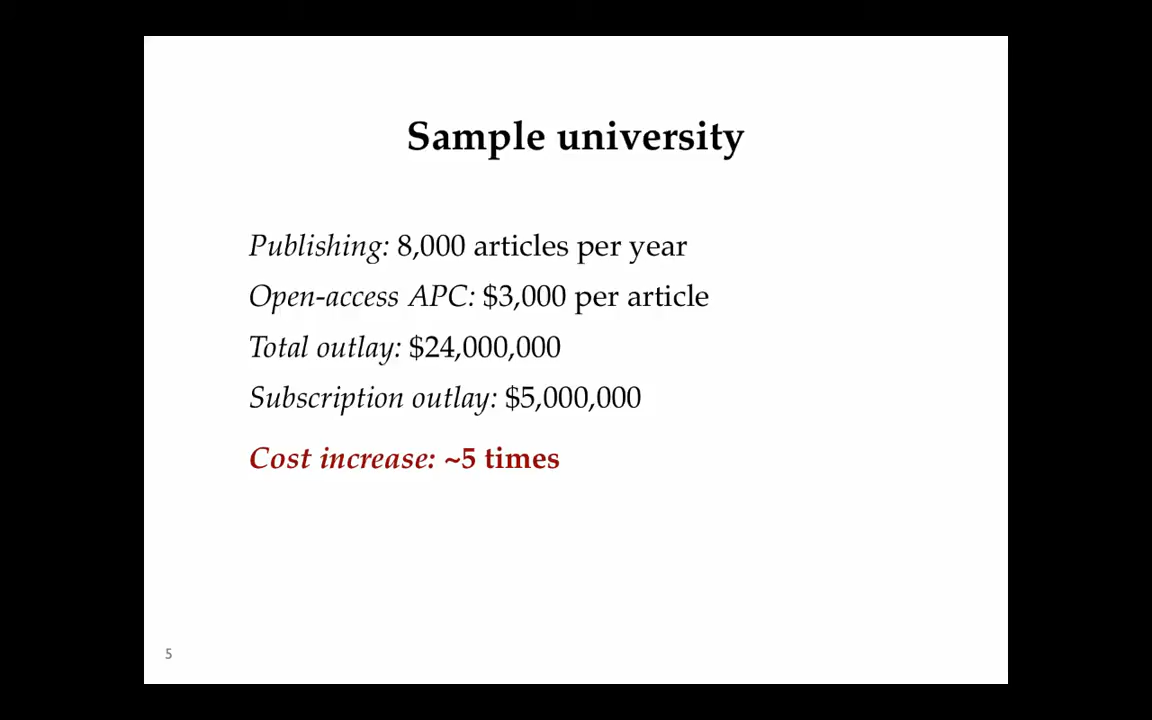 Sample university
Publishing: 8,000 articles per year
Open-access APC: $3,000 per article
Total outlay: $24,000,000
Subscription outlay: $5,000,000
Cost increase: ~5 times
5